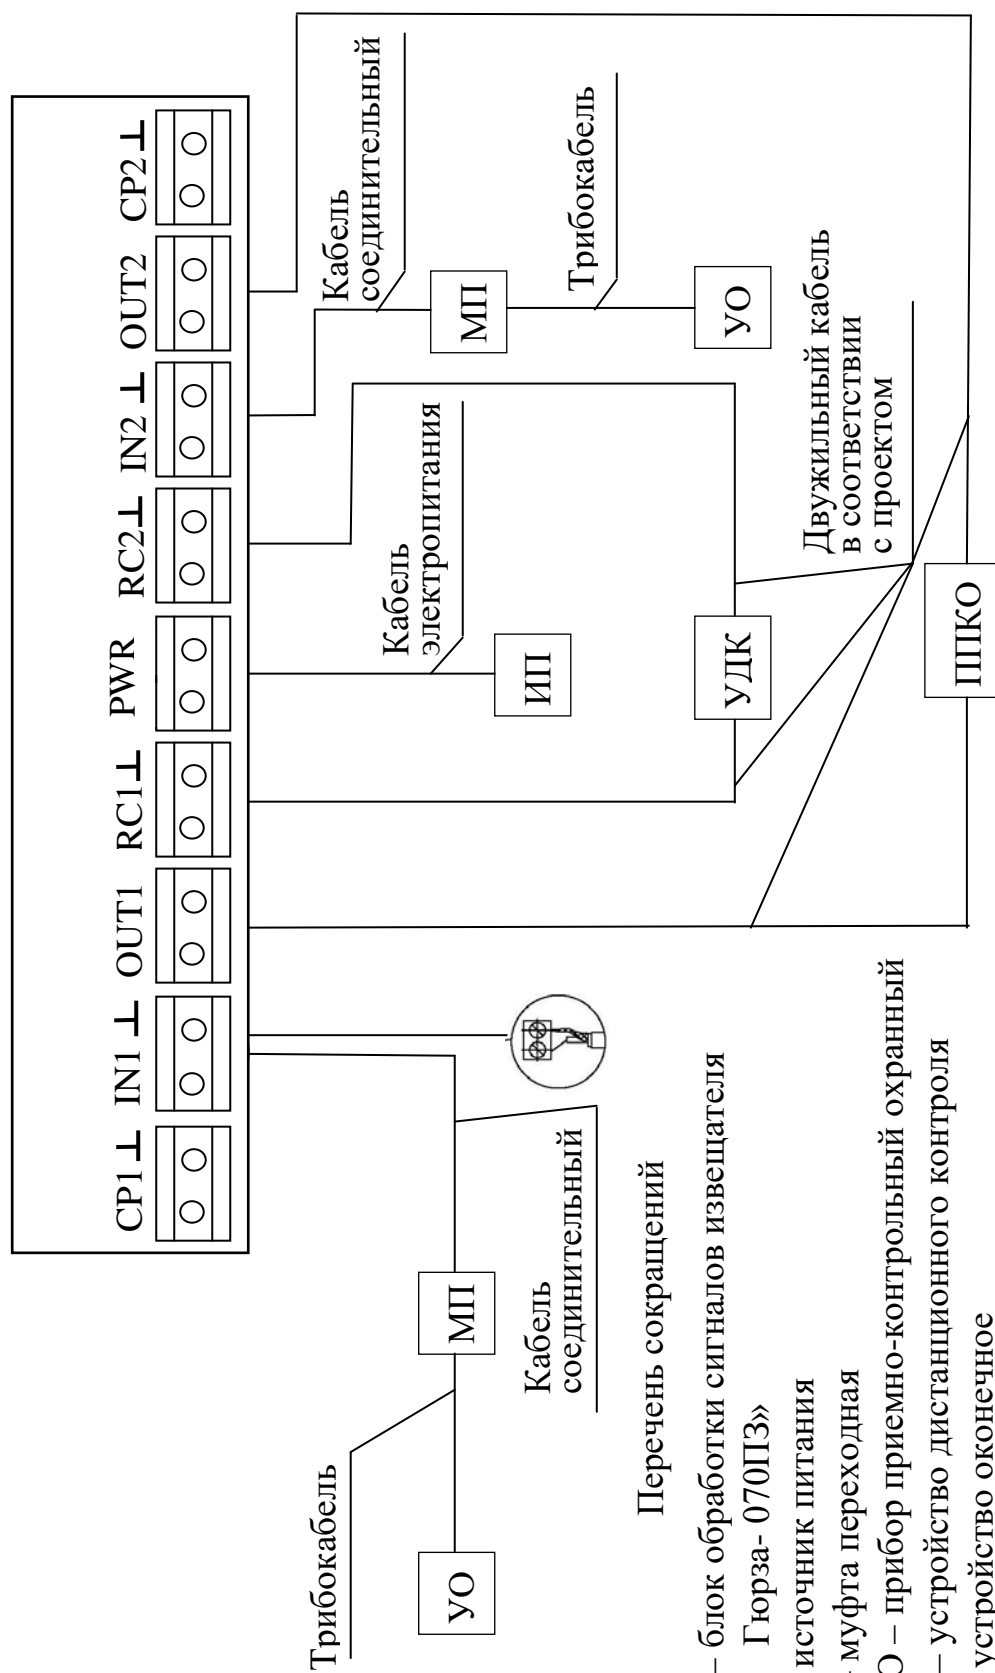 CP1 ⊥ IN1 ⊥ OUT1 RC1 ⊥ PWR RC2 ⊥ IN2 ⊥ OUT2 CP2 ⊥
Трибокабель
УО
МП
Кабель
соединительный
Кабель
электропитания
ИП
Кабель
соединительный
МП
Трибокабель
УО
УДК
Двужильный кабель
в соответствии
с проектом
ППКО
Перечень сокращений
– блок обработки сигналов извещателя
Гюрза- 070ПЗ»
источник питания
муфта переходная
О – прибор приемно-контрольный охранный
– устройство дистанционного контроля
устройство оконечное